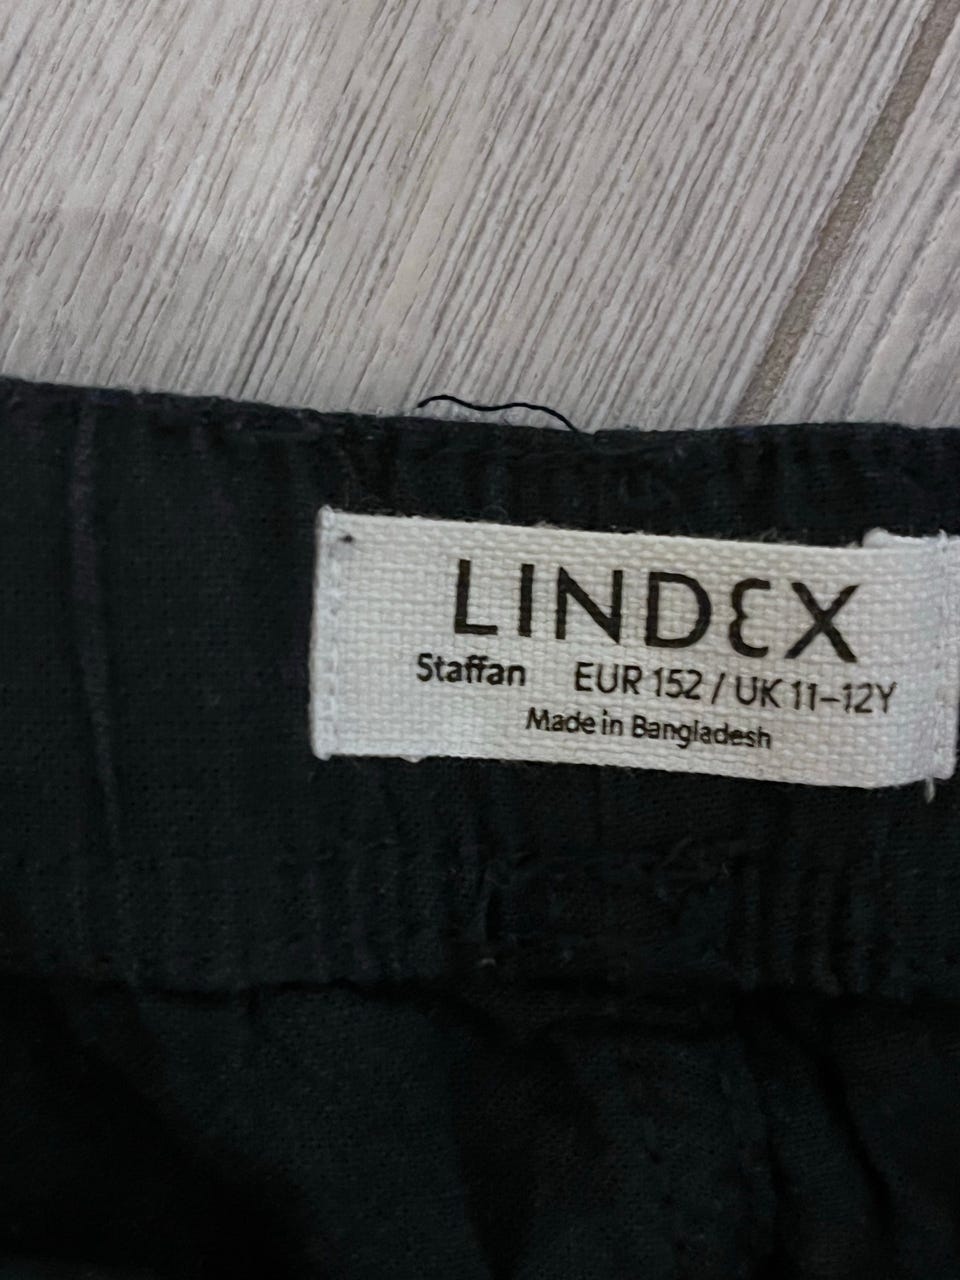 LINDEX
Staffan EUR 152 / UK 11–12Y
Made in Bangladesh